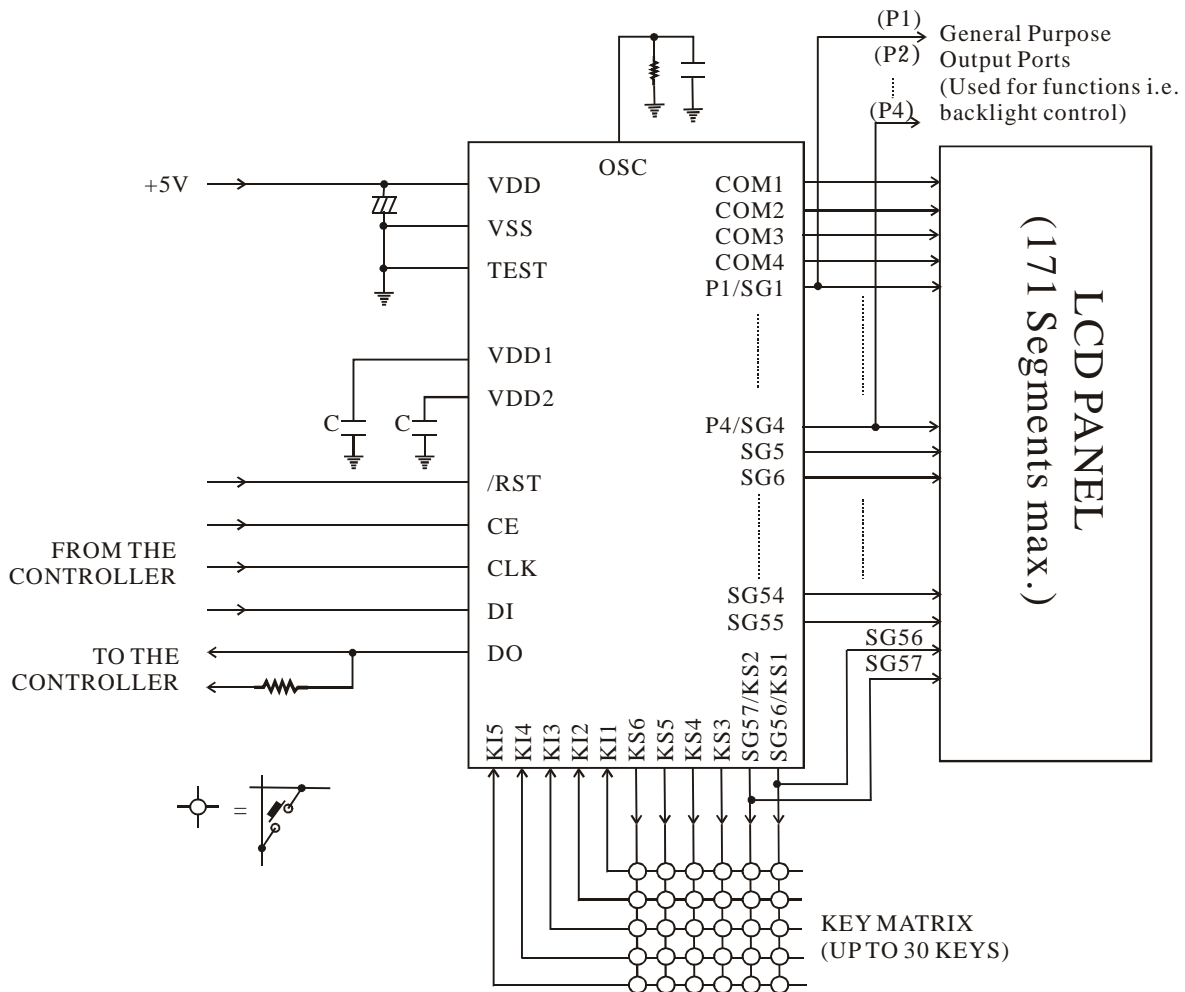 (P1)
General Purpose
(P2)
Output Ports
(Used for functions i.e.
(P4)
backlight control)
OSC
+5V
VDD
VSS
TEST
VDD1
VDD2
C
C
/RST
CE
CLK
DI
DO
FROM THE
CONTROLLER
TO THE
CONTROLLER
COM1
COM2
COM3
COM4
P1/SG1
P4/SG4
SG5
SG6
SG54
SG55
SG56
SG57
LCD PANEL
(171 Segments max.)
KI5
KI4
KI3
KI2
KI1
KS6
KS5
KS4
KS3
SG57/KS2
SG56/KS1
=
KEY MATRIX
(UP TO 30 KEYS)